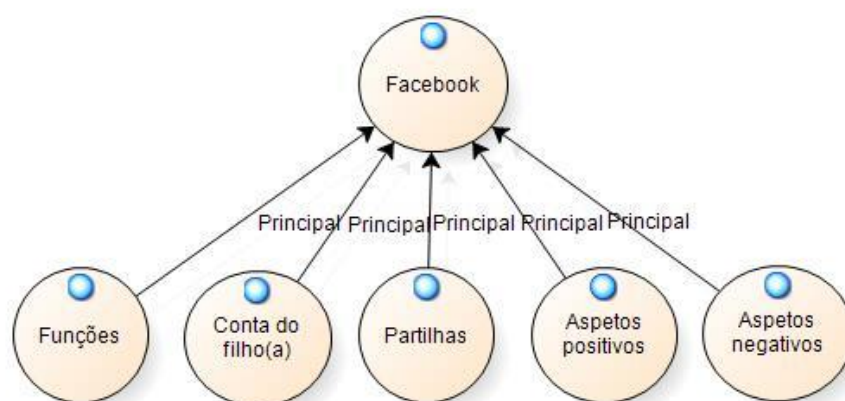 Facebook
Principal Principal Principal Principal Principal
Funções
Conta do
filho(a)
Partilhas
Aspetos
positivos
Aspetos
negativos